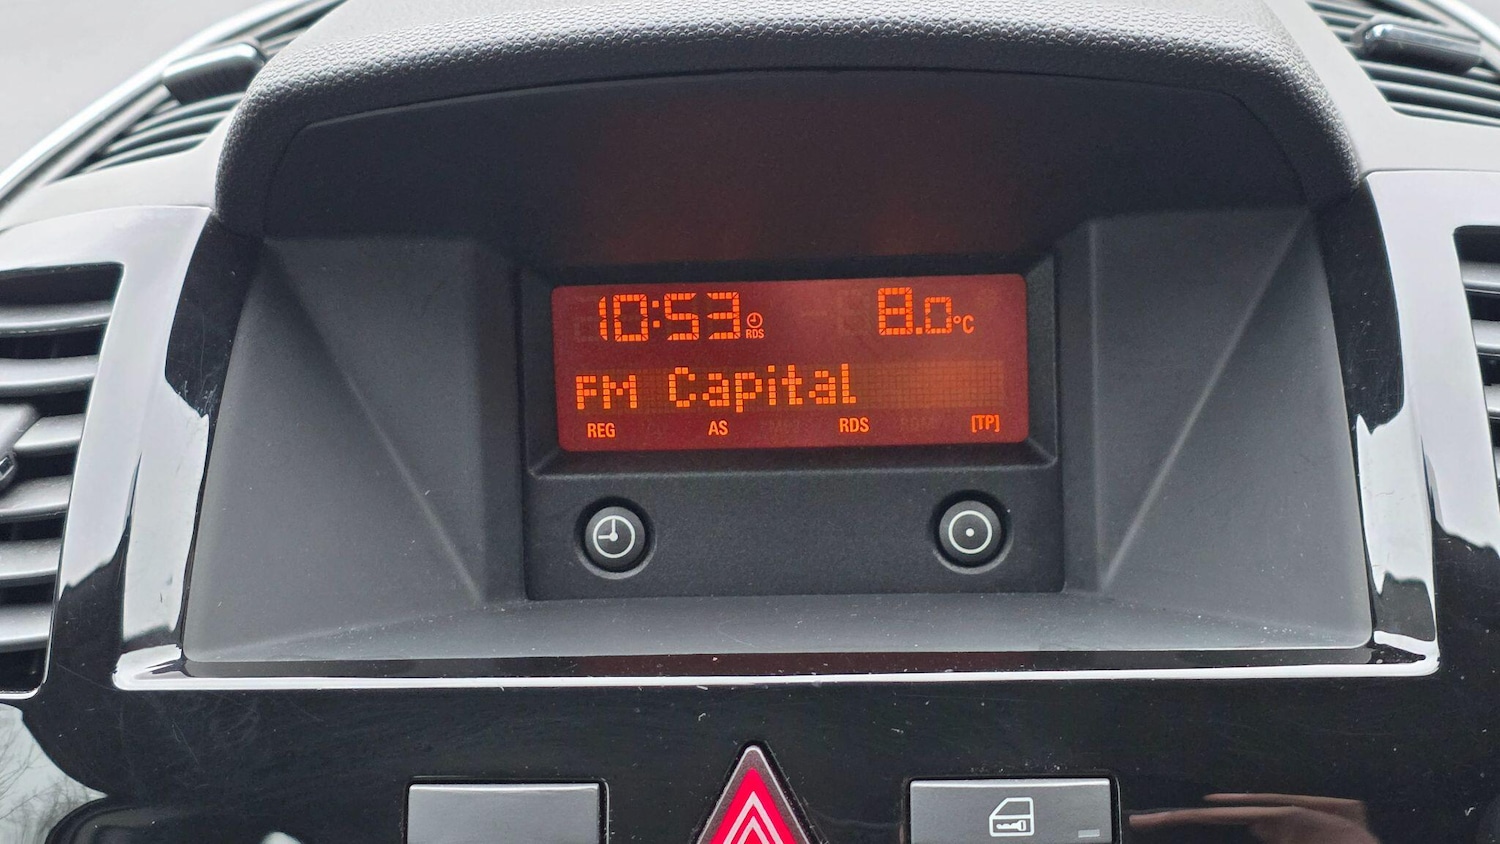 10:53 RDS 8.0°C
FM Capital
REG AS RDS [TP]